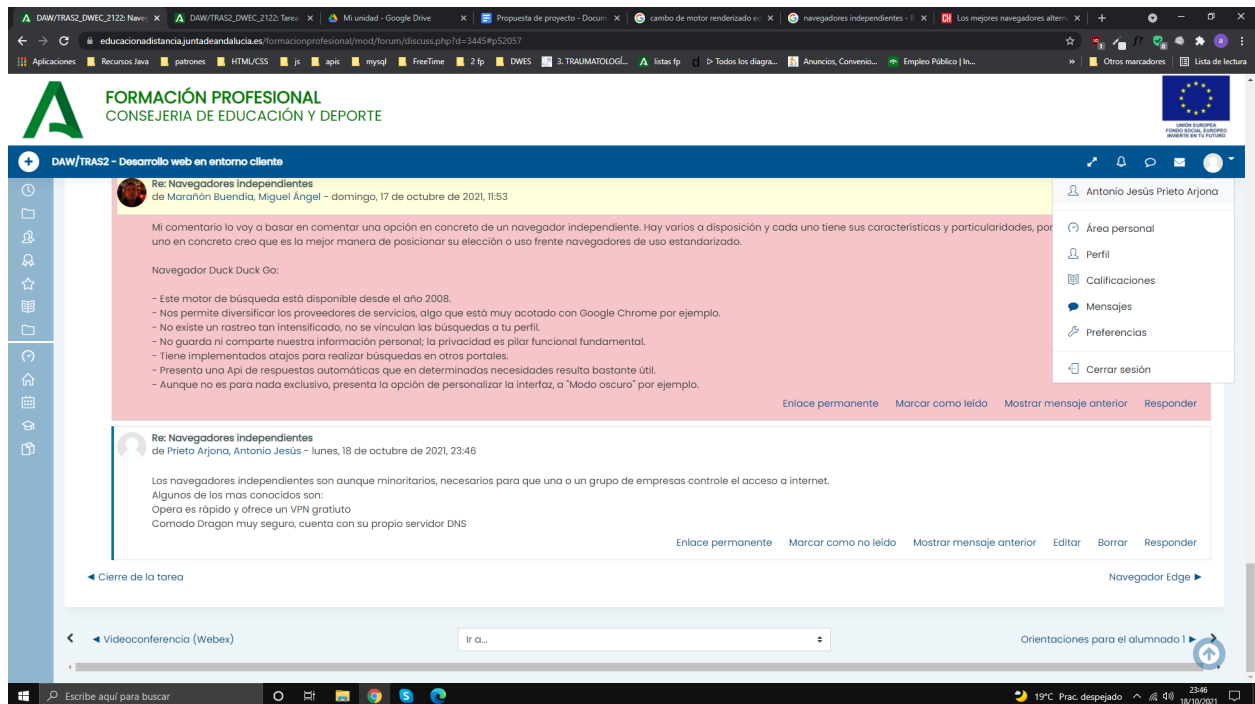 DAW/TRAS2_DWEC_2122: Nave
DAW/TRAS2_DWEC_2122: Tarea
Mi unidad - Google Drive
Propuesta de proyecto - Docum
cambo de motor renderizado e
navegadores independientes - B
Los mejores navegadores altern
educacionadistancia.juntadeandalucia.es/formacionprofesional/mod/forum/discuss.php?d=3445#p52057
Aplicaciones
Recursos Java
patrones
HTML/CSS
js
apis
mysql
FreeTime
2 fp
DWES
3. TRAUMATOLOGÍ...
listas fp
Todos los diagra...
Anuncios, Convenio...
Empleo Público | In...
»
Otros marcadores
Lista de lectura
FORMACIÓN PROFESIONAL
CONSEJERIA DE EDUCACIÓN Y DEPORTE
UNIÓN EUROPEA
FONDO SOCIAL EUROPEO
INVIERTE EN TU FUTURO
DAW/TRAS2 - Desarrollo web en entorno cliente
Antonio Jesús Prieto Arjona
Área personal
Perfil
Calificaciones
Mensajes
Preferencias
Cerrar sesión
Re: Navegadores independientes
de Marañón Buendía, Miguel Ángel - domingo, 17 de octubre de 2021, 11:53
Mi comentario lo voy a basar en comentar una opción en concreto de un navegador independiente. Hay varios a disposición y cada uno tiene sus características y particularidades, por
uno en concreto creo que es la mejor manera de posicionar su elección o uso frente navegadores de uso estandarizado.
Navegador Duck Duck Go:
- Este motor de búsqueda está disponible desde el año 2008.
- Nos permite diversificar los proveedores de servicios, algo que está muy acotado con Google Chrome por ejemplo.
- No existe un rastreo tan intensificado, no se vinculan las búsquedas a tu perfil.
- No guarda ni comparte nuestra información personal; la privacidad es pilar funcional fundamental.
- Tiene implementados atajos para realizar búsquedas en otros portales.
- Presenta una Api de respuestas automáticas que en determinadas necesidades resulta bastante útil.
- Aunque no es para nada exclusivo, presenta la opción de personalizar la interfaz, a "Modo oscuro" por ejemplo.
Enlace permanente Marcar como leído Mostrar mensaje anterior Responder
Re: Navegadores independientes
de Prieto Arjona, Antonio Jesús - lunes, 18 de octubre de 2021, 23:46
Los navegadores independientes son aunque minoritarios, necesarios para que una o un grupo de empresas controle el acceso a internet.
Algunos de los mas conocidos son:
Opera es rápido y ofrece un VPN gratiuto
Comodo Dragon muy seguro, cuenta con su propio servidor DNS
Enlace permanente Marcar como no leído Mostrar mensaje anterior Editar Borrar Responder
◄ Cierre de la tarea
Navegador Edge ►
◄ Videoconferencia (Webex)
Ir a...
Orientaciones para el alumnado 1 ►
Escribe aquí para buscar
19°C Prac. despejado
23:46
18/10/2021